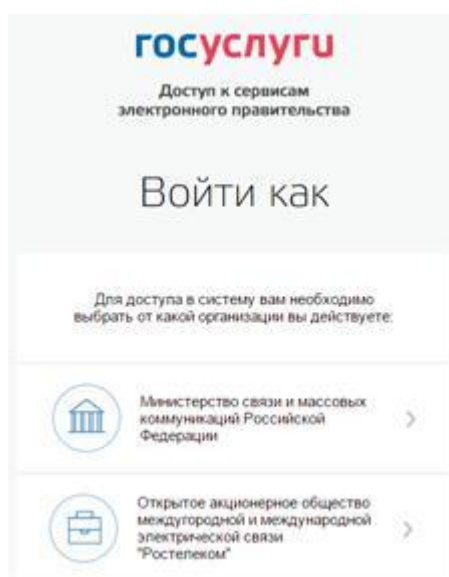 госуслуги
Доступ к сервисам
электронного правительства
Войти как
Для доступа в систему вам необходимо
выбрать от какой организации вы действуете:
Министерство связи и массовых
коммуникаций Российской
Федерации
Открытое акционерное общество
междугородной и международной
электрической связи
"Ростелеком"